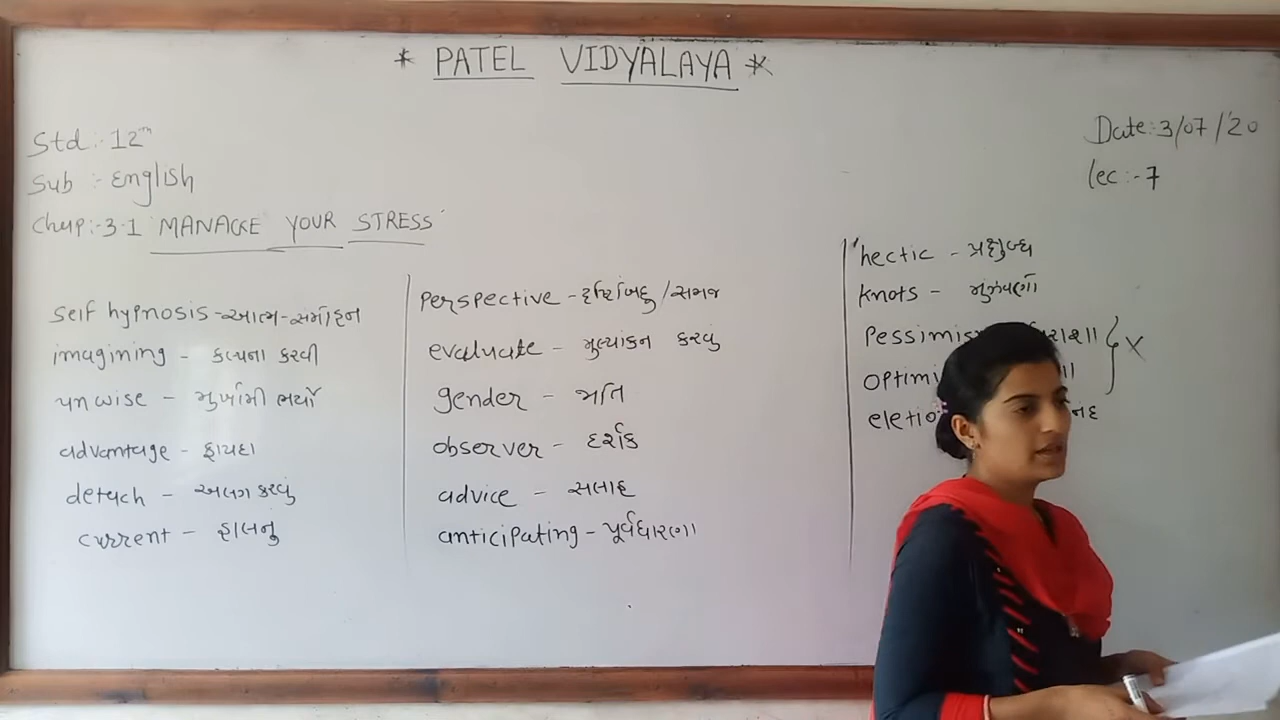 * PATEL VIDYALAYA *
Std :- 12th
Sub :- English
Chap:-3.1 MANAGE YOUR STRESS
Date:3/07/'20
lec:-7
self hypnosis - આત્મ-સંમોહન
imagining - કલ્પના કરવી
unwise - મુર્ખામી ભર્યો
advantage - ફાયદા
detach - અલગ કરવું
current - હાલનું
perspective - દ્રષ્ટિબિંદુ/સમજ
evaluate - મુલ્યાંકન કરવું
gender - જાતિ
observer - દર્શક
advice - સલાહ
anticipating - પૂર્વધારણા
hectic - પ્રક્ષુબ્ધ
knots - મુંઝવણો
Pessimis
optimi
eletio